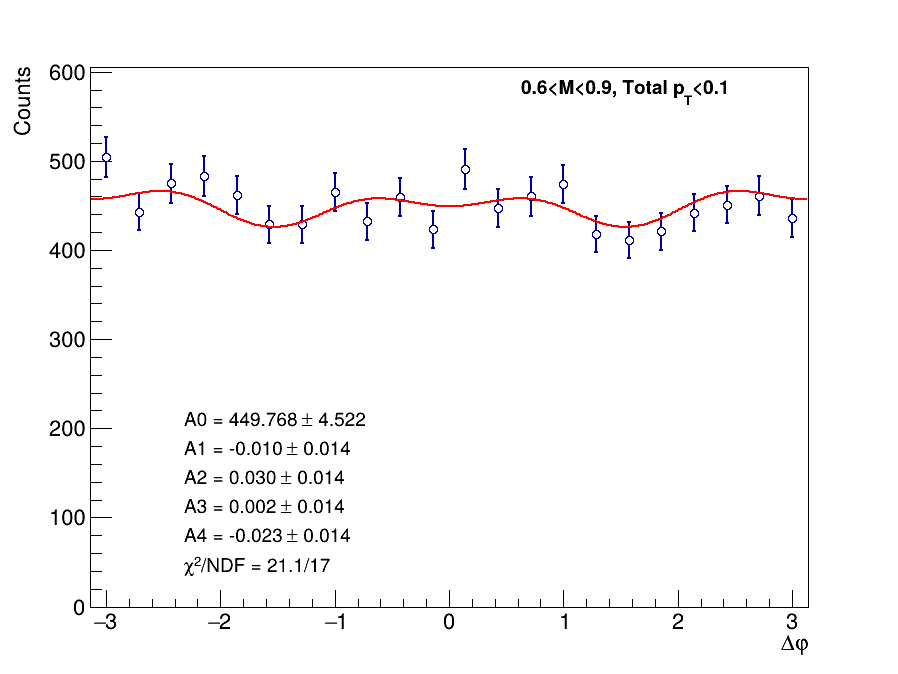 Counts
600
500
400
300
200
100
0
0.6<M<0.9, Total p_T<0.1
A0 = 449.768 ± 4.522
A1 = -0.010 ± 0.014
A2 = 0.030 ± 0.014
A3 = 0.002 ± 0.014
A4 = -0.023 ± 0.014
χ²/NDF = 21.1/17
−3 −2 −1 0 1 2 3
Δφ